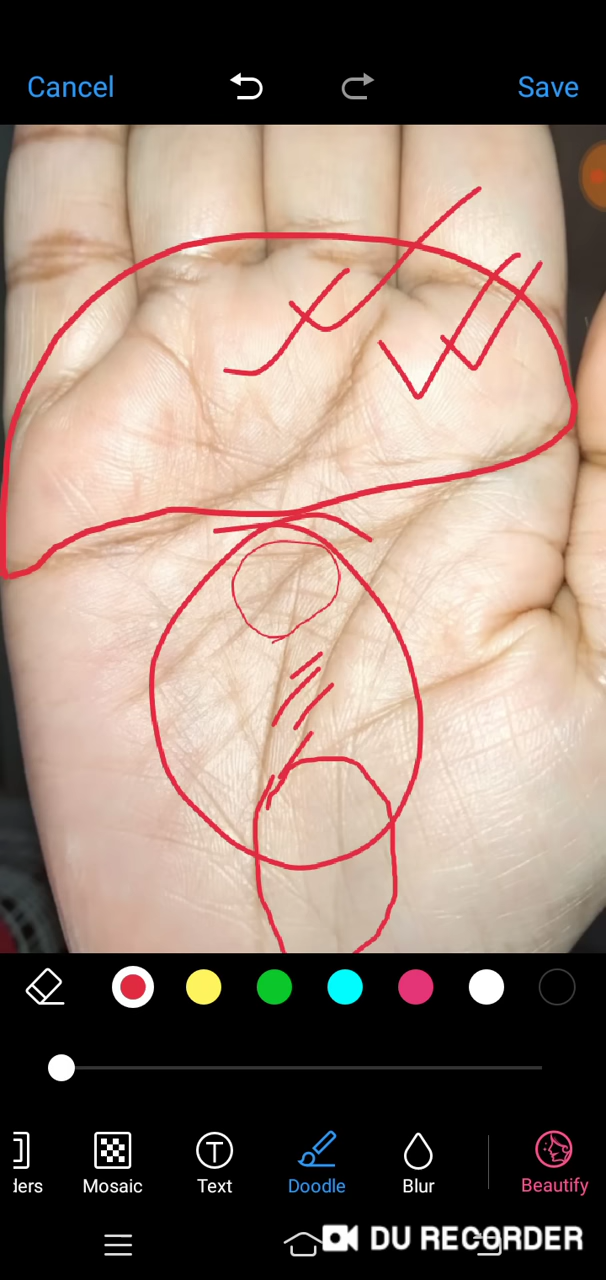 Cancel
Save
ders
Mosaic
Text
Doodle
Blur
Beautify
DU RECORDER